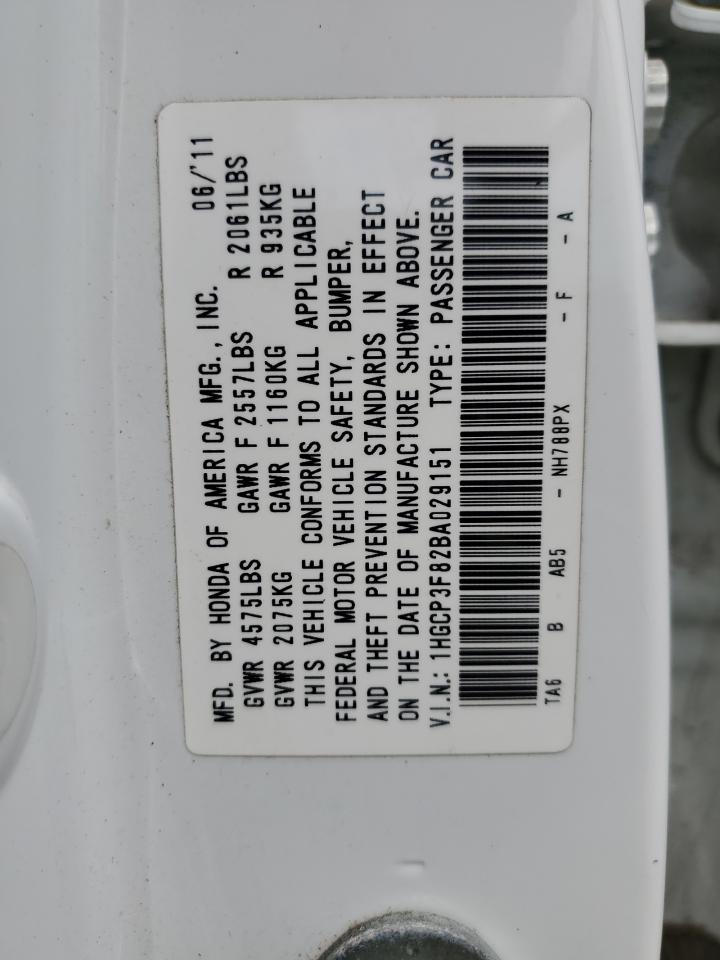 MFD. BY HONDA OF AMERICA MFG., INC. 06/'11
GVWR 4575LBS GAWR F 2557LBS R 2061LBS
GVWR 2075KG GAWR F 1160KG R 935KG
THIS VEHICLE CONFORMS TO ALL APPLICABLE
FEDERAL MOTOR VEHICLE SAFETY, BUMPER,
AND THEFT PREVENTION STANDARDS IN EFFECT
ON THE DATE OF MANUFACTURE SHOWN ABOVE.
V.I.N.: 1HGCP3F82BA029151 TYPE: PASSENGER CAR
TA6 B AB5 - NH788PX - F - A